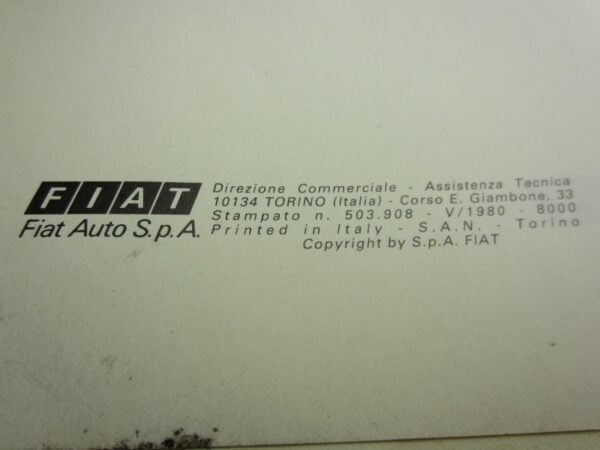 FIAT
Fiat Auto S.p.A.
Direzione Commerciale - Assistenza Tecnica
10134 TORINO (Italia) - Corso E. Giambone, 33
Stampato n. 503.908 - V/1980 - 8000
Printed in Italy - S.A.N. - Torino
Copyright by S.p.A. FIAT